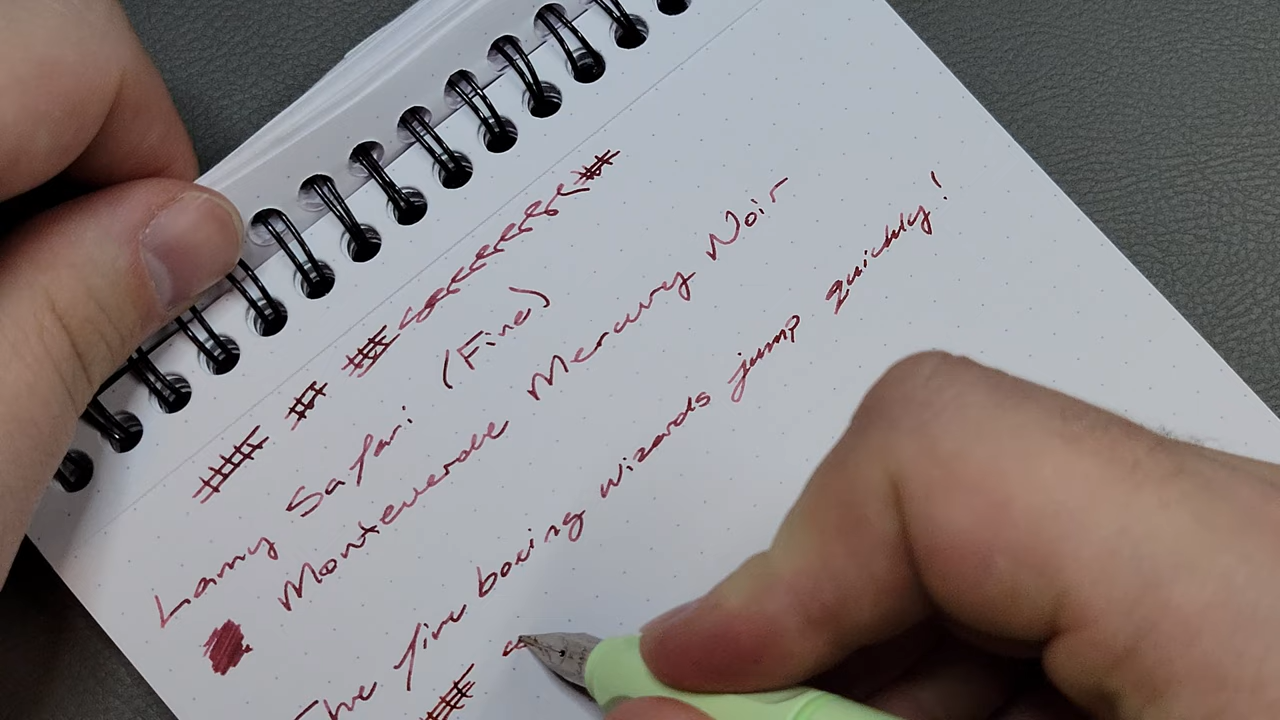 Lamy Safari (Fine)
Monteverde Mercury Noir
The five boxing wizards jump quickly!